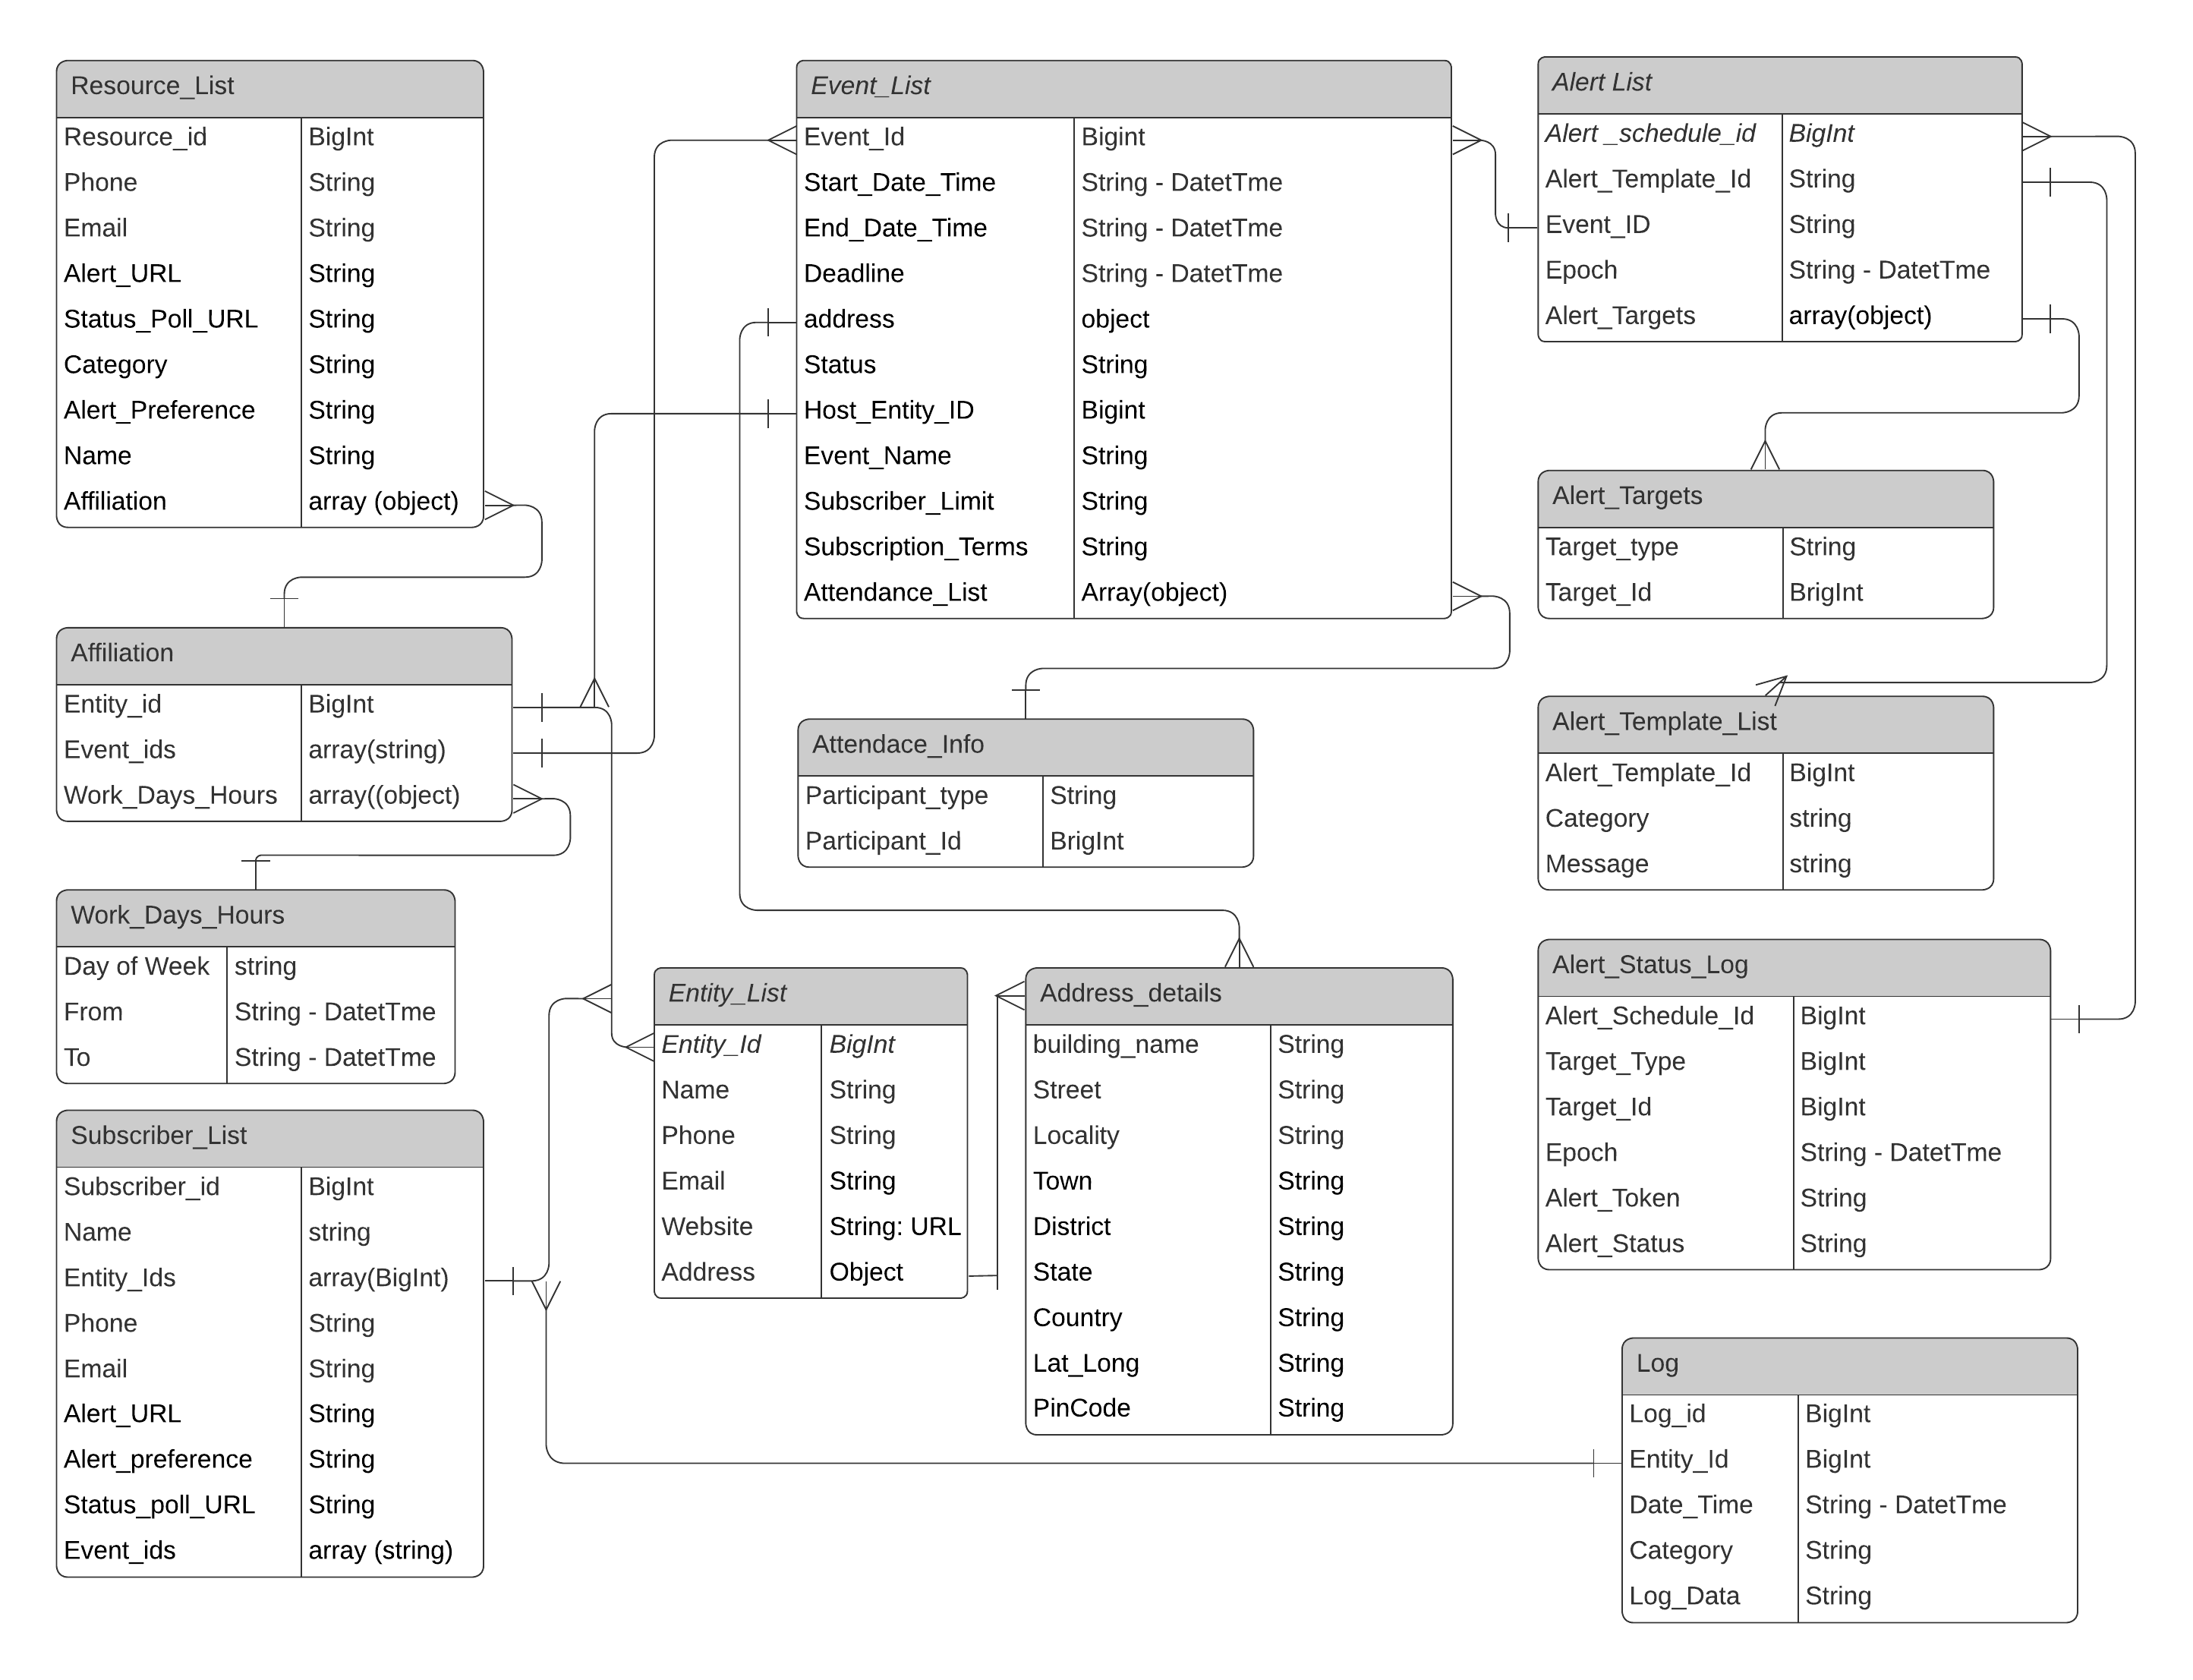 Resource_List
Resource_id BigInt
Phone String
Email String
Alert_URL String
Status_Poll_URL String
Category String
Alert_Preference String
Name String
Affiliation array (object)
Affiliation
Entity_id BigInt
Event_ids array(string)
Work_Days_Hours array((object)
Work_Days_Hours
Day of Week string
From String - DatetTme
To String - DatetTme
Subscriber_List
Subscriber_id BigInt
Name string
Entity_Ids array(BigInt)
Phone String
Email String
Alert_URL String
Alert_preference String
Status_poll_URL String
Event_ids array (string)
Event_List
Event_Id Bigint
Start_Date_Time String - DatetTme
End_Date_Time String - DatetTme
Deadline String - DatetTme
address object
Status String
Host_Entity_ID Bigint
Event_Name String
Subscriber_Limit String
Subscription_Terms String
Attendance_List Array(object)
Attendace_Info
Participant_type String
Participant_Id BrigInt
Entity_List
Entity_Id BigInt
Name String
Phone String
Email String
Website String: URL
Address Object
Address_details
building_name String
Street String
Locality String
Town String
District String
State String
Country String
Lat_Long String
PinCode String
Alert List
Alert _schedule_id BigInt
Alert_Template_Id String
Event_ID String
Epoch String - DatetTme
Alert_Targets array(object)
Alert_Targets
Target_type String
Target_Id BrigInt
Alert_Template_List
Alert_Template_Id BigInt
Category string
Message string
Alert_Status_Log
Alert_Schedule_Id BigInt
Target_Type BigInt
Target_Id BigInt
Epoch String - DatetTme
Alert_Token String
Alert_Status String
Log
Log_id BigInt
Entity_Id BigInt
Date_Time String - DatetTme
Category String
Log_Data String